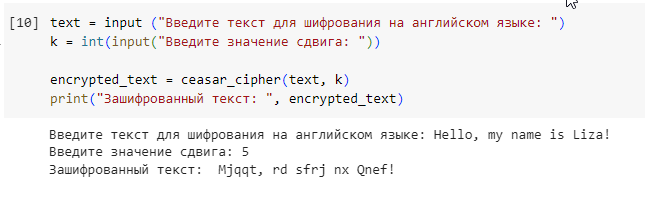 [10] text = input ("Введите текст для шифрования на английском языке: ")
k = int(input("Введите значение сдвига: "))
encrypted_text = ceasar_cipher(text, k)
print("Зашифрованный текст: ", encrypted_text)
Введите текст для шифрования на английском языке: Hello, my name is Liza!
Введите значение сдвига: 5
Зашифрованный текст:  Mjqqt, rd sfrj nx Qnef!